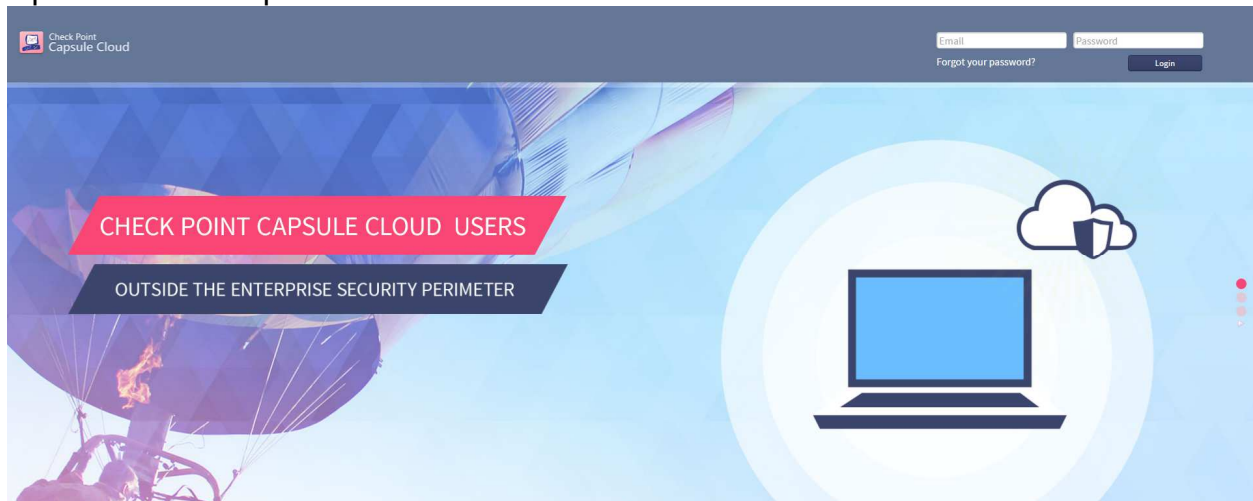 Check Point
Capsule Cloud
Email
Password
Forgot your password?
Login
CHECK POINT CAPSULE CLOUD USERS
OUTSIDE THE ENTERPRISE SECURITY PERIMETER